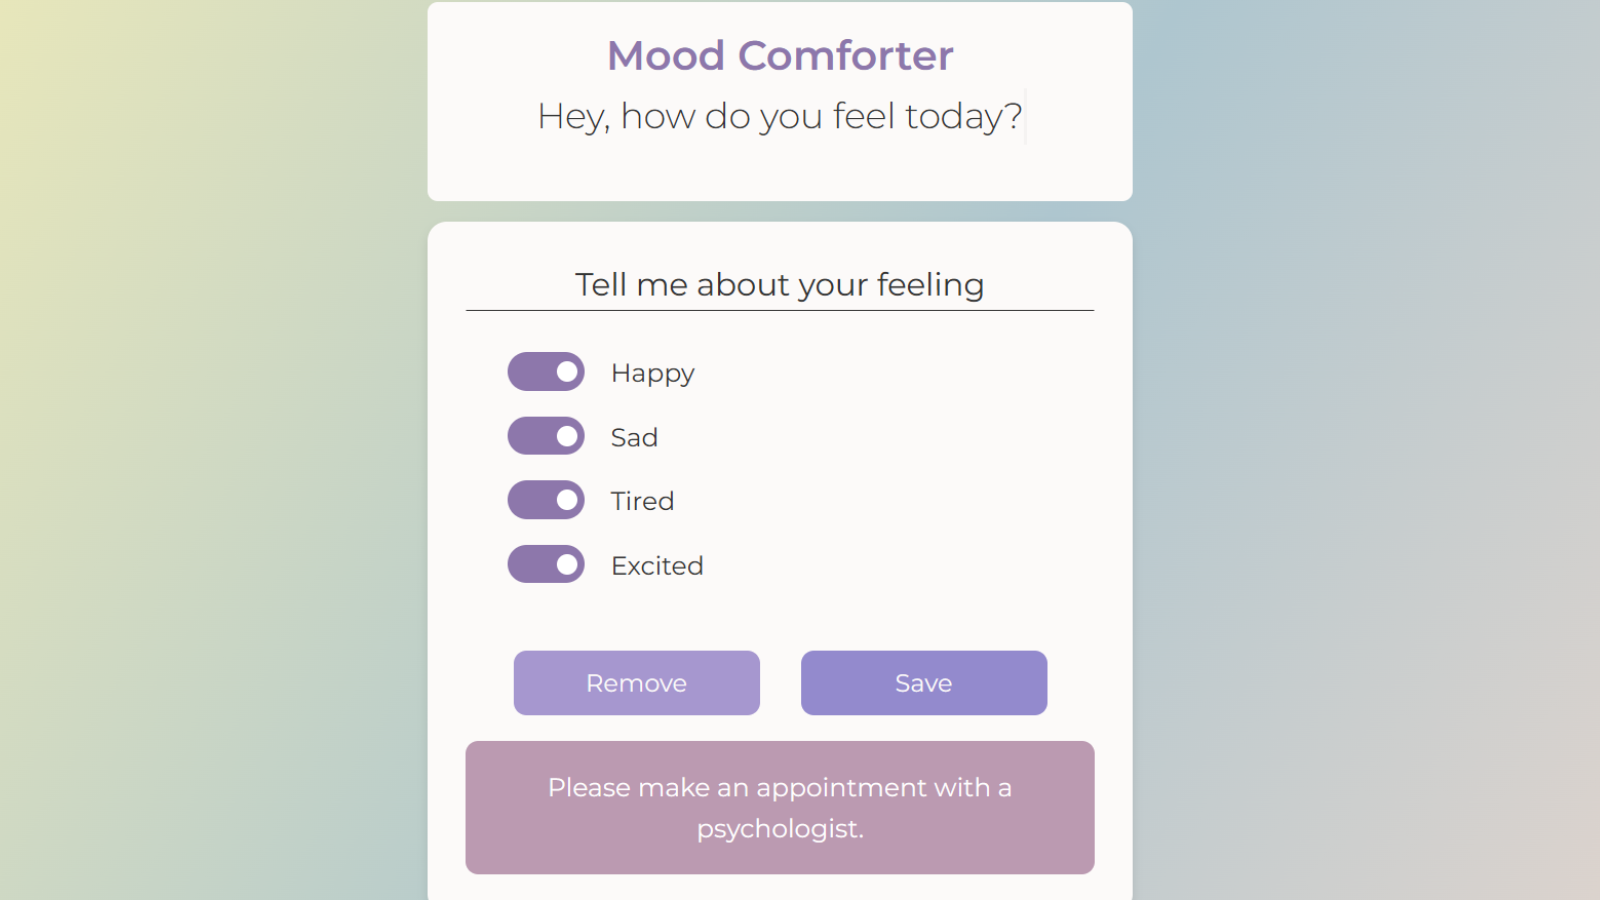 Mood Comforter
Hey, how do you feel today?
Tell me about your feeling
Happy
Sad
Tired
Excited
Remove
Save
Please make an appointment with a
psychologist.